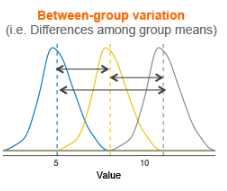 Between-group variation
(i.e. Differences among group means)
5 10
Value